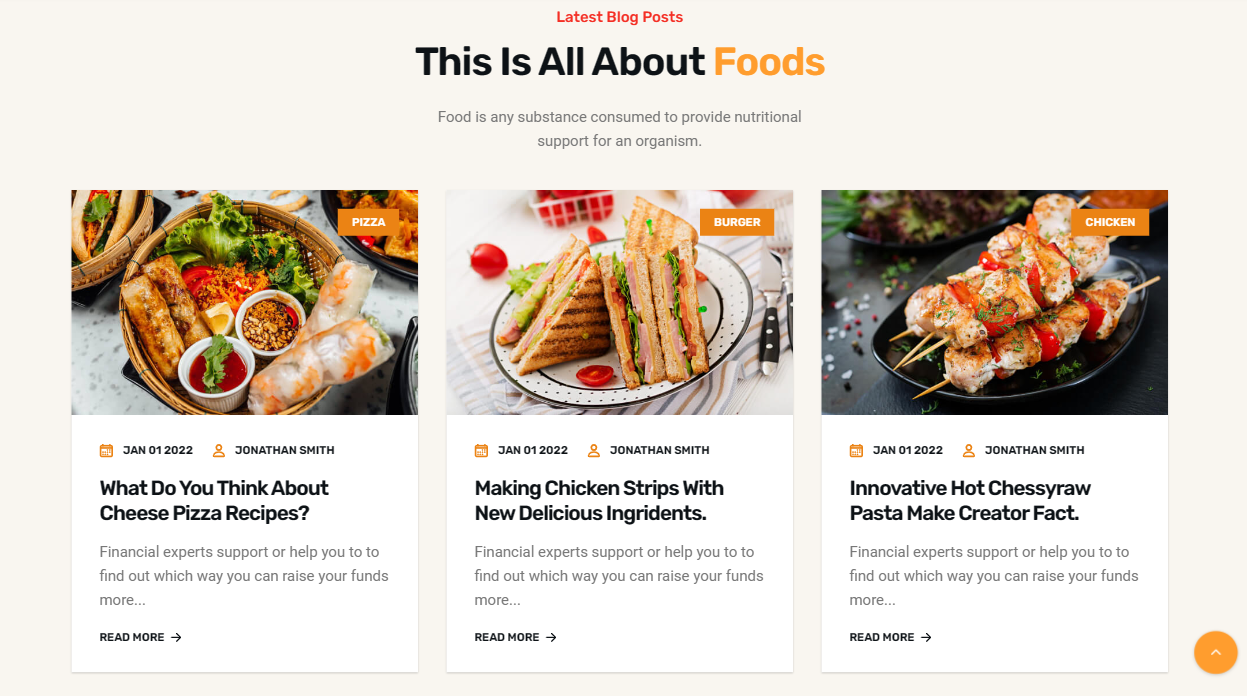 Latest Blog Posts
This Is All About Foods
Food is any substance consumed to provide nutritional
support for an organism.
PIZZA
JAN 01 2022 JONATHAN SMITH
What Do You Think About
Cheese Pizza Recipes?
Financial experts support or help you to to
find out which way you can raise your funds
more...
READ MORE →
BURGER
JAN 01 2022 JONATHAN SMITH
Making Chicken Strips With
New Delicious Ingridents.
Financial experts support or help you to to
find out which way you can raise your funds
more...
READ MORE →
CHICKEN
JAN 01 2022 JONATHAN SMITH
Innovative Hot Chessyraw
Pasta Make Creator Fact.
Financial experts support or help you to to
find out which way you can raise your funds
more...
READ MORE →